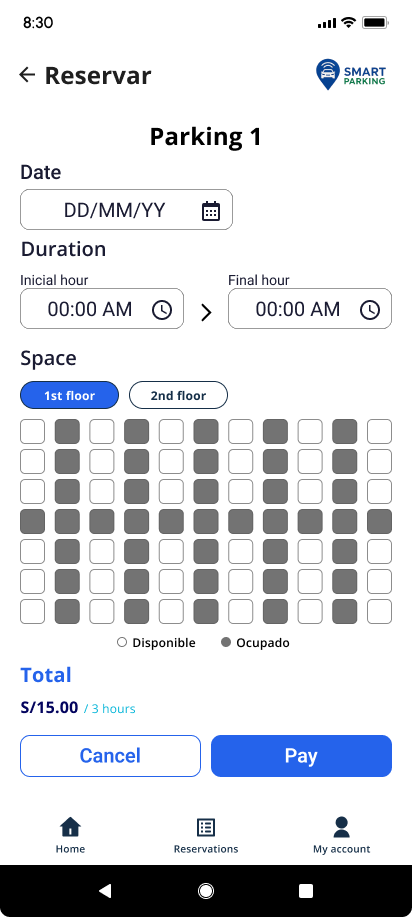 8:30
Reservar
SMART
PARKING
Parking 1
Date
DD/MM/YY
Duration
Inicial hour Final hour
00:00 AM 00:00 AM
Space
1st floor 2nd floor
Disponible Ocupado
Total
S/15.00 / 3 hours
Cancel Pay
Home Reservations My account